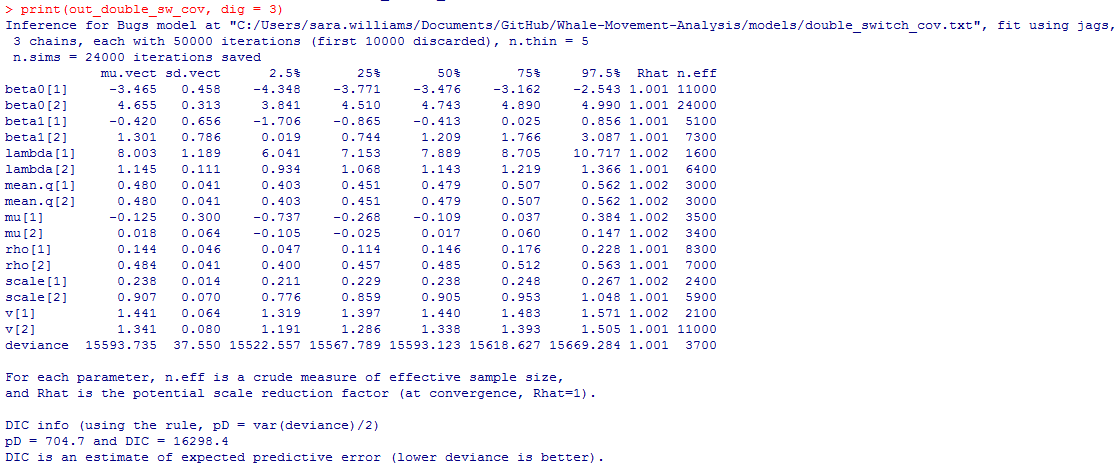 > print(out_double_sw_cov, dig = 3)
Inference for Bugs model at "C:/Users/sara.williams/Documents/GitHub/Whale-Movement-Analysis/models/double_switch_cov.txt", fit using jags,
 3 chains, each with 50000 iterations (first 10000 discarded), n.thin = 5
 n.sims = 24000 iterations saved
            mu.vect sd.vect      2.5%       25%       50%       75%     97.5%  Rhat n.eff
beta0[1]     -3.465   0.458    -4.348    -3.771    -3.476    -3.162    -2.543 1.001 11000
beta0[2]      4.655   0.313     3.841     4.510     4.743     4.890     4.990 1.001 24000
beta1[1]     -0.420   0.656    -1.706    -0.865    -0.413     0.025     0.856 1.001  5100
beta1[2]      1.301   0.786     0.019     0.744     1.209     1.766     3.087 1.001  7300
lambda[1]     8.003   1.189     6.041     7.153     7.889     8.705    10.717 1.002  1600
lambda[2]     1.145   0.111     0.934     1.068     1.143     1.219     1.366 1.001  6400
mean.q[1]     0.480   0.041     0.403     0.451     0.479     0.507     0.562 1.002  3000
mean.q[2]     0.480   0.041     0.403     0.451     0.479     0.507     0.562 1.002  3000
mu[1]        -0.125   0.300    -0.737    -0.268    -0.109     0.037     0.384 1.002  3500
mu[2]         0.018   0.064    -0.105    -0.025     0.017     0.060     0.147 1.002  3400
rho[1]        0.144   0.046     0.047     0.114     0.146     0.176     0.228 1.001  8300
rho[2]        0.484   0.041     0.400     0.457     0.485     0.512     0.563 1.001  7000
scale[1]      0.238   0.014     0.211     0.229     0.238     0.248     0.267 1.002  2400
scale[2]      0.907   0.070     0.776     0.859     0.905     0.953     1.048 1.001  5900
v[1]          1.441   0.064     1.319     1.397     1.440     1.483     1.571 1.002  2100
v[2]          1.341   0.080     1.191     1.286     1.338     1.393     1.505 1.001 11000
deviance  15593.735  37.550 15522.557 15567.789 15593.123 15618.627 15669.284 1.001  3700

For each parameter, n.eff is a crude measure of effective sample size,
and Rhat is the potential scale reduction factor (at convergence, Rhat=1).

DIC info (using the rule, pD = var(deviance)/2)
pD = 704.7 and DIC = 16298.4
DIC is an estimate of expected predictive error (lower deviance is better).